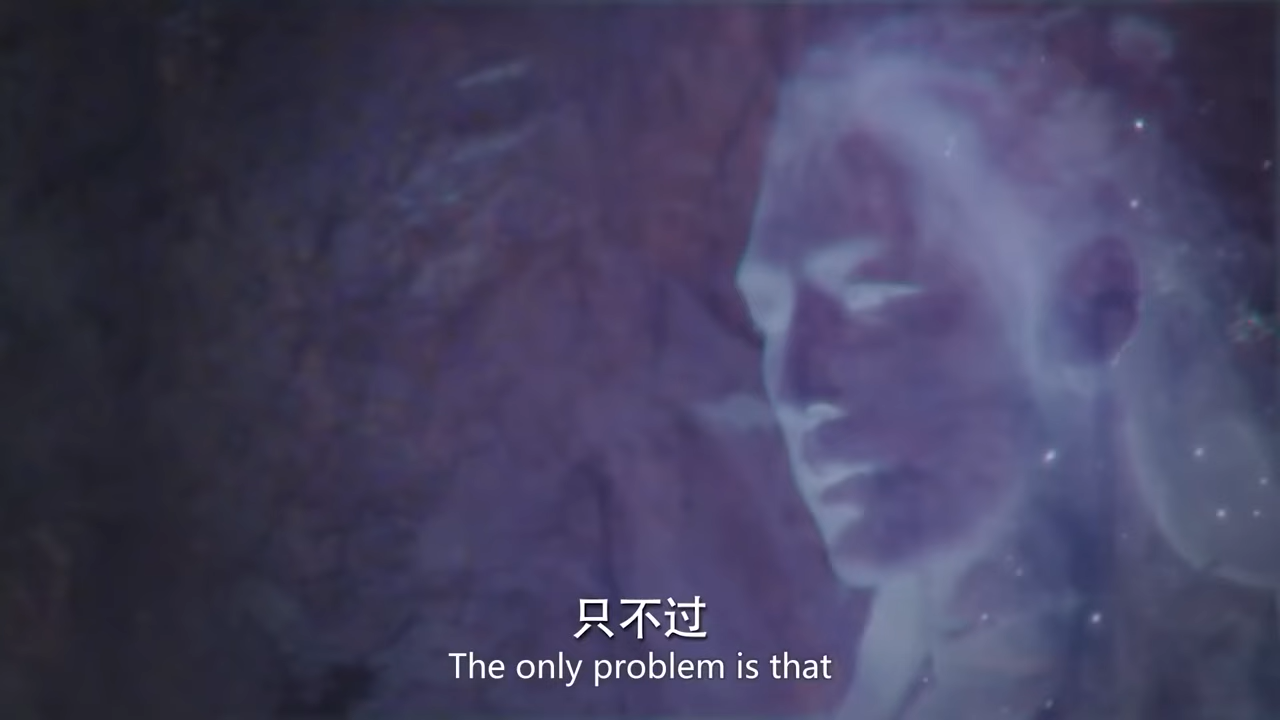 只不过
The only problem is that